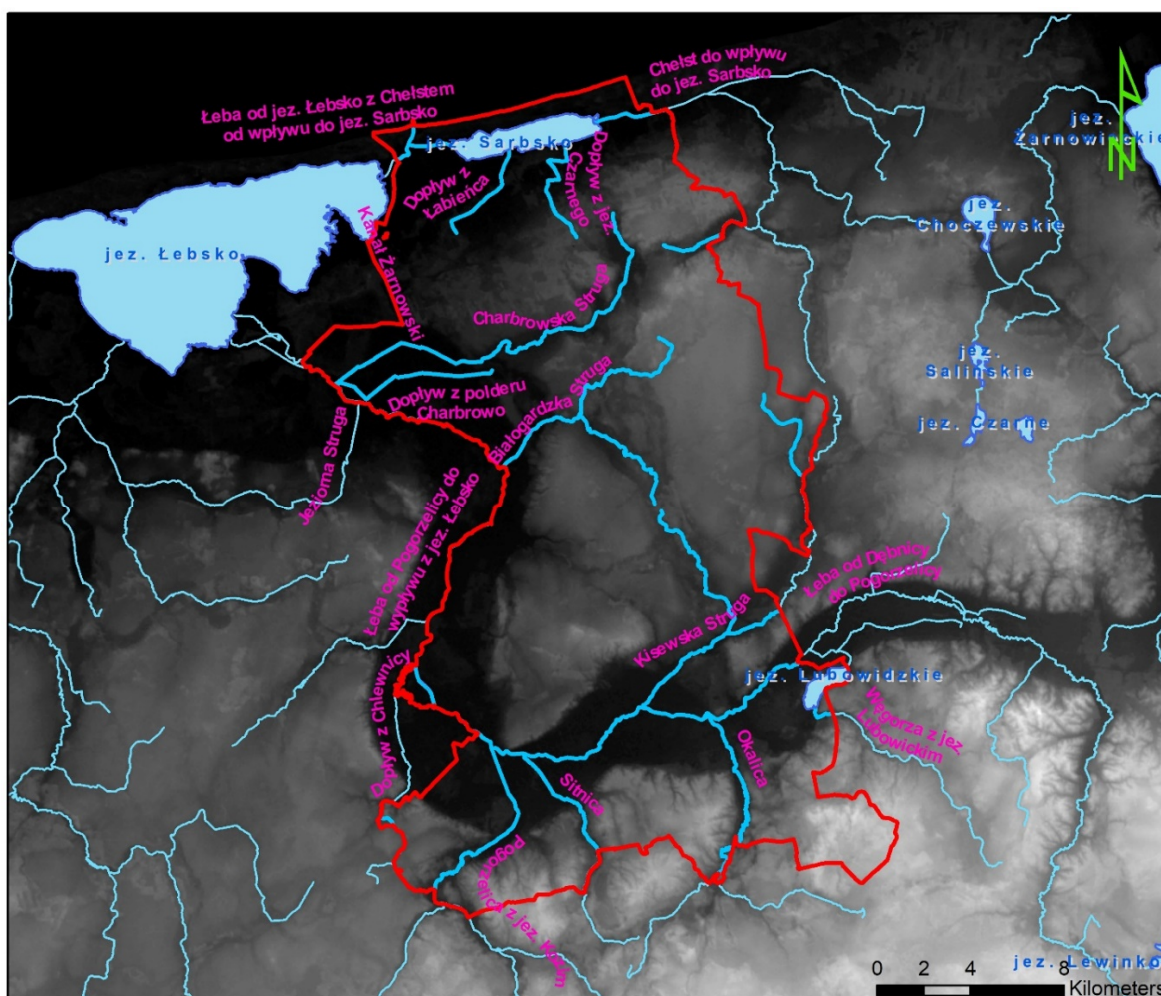 Chełst do wpływu
do jez. Sarbsko
Łeba od jez. Łebsko z Chełstem
od wpływu do jez. Sarbsko
jez.
Żarnowieckie
jez. Sarbsko
Dopływ z
Łabieńca
Dopływ z jez.
Czarnego
jez.
Choczewskie
jez. Łebsko
Kanał Żarnowski
Charbrowska Struga
jez.
Salińskie
Dopływ z polderu
Charbrowo
Białogardzka Struga
jez. Czarne
Jeziorna Struga
Łeba od Pogorzelicy do
wypływu z jez. Łebsko
Łeba od Dębnicy
do Pogorzelicy
Kisewska Struga
jez. Lubowidzkie
Dopływ z Chlewnicy
Węgorza z jez.
Lubowickim
Okalica
Sitnica
Pogorzelica z jez. Kozim
N
jez. Lewinko
0 2 4 8
Kilometers